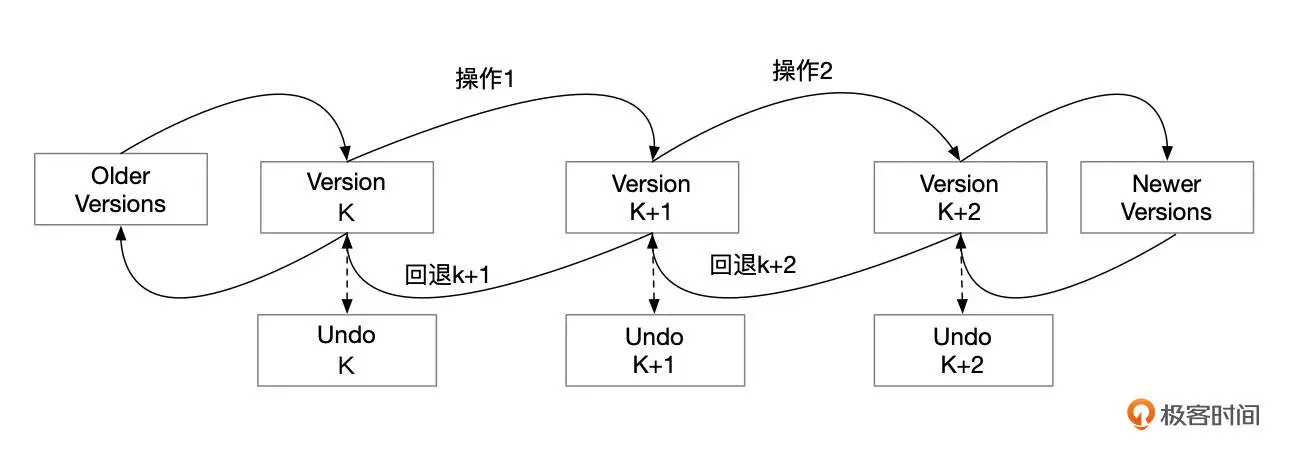 操作1
操作2
Older
Versions
Version
K
Version
K+1
Version
K+2
Newer
Versions
回退k+1
回退k+2
Undo
K
Undo
K+1
Undo
K+2
极客时间